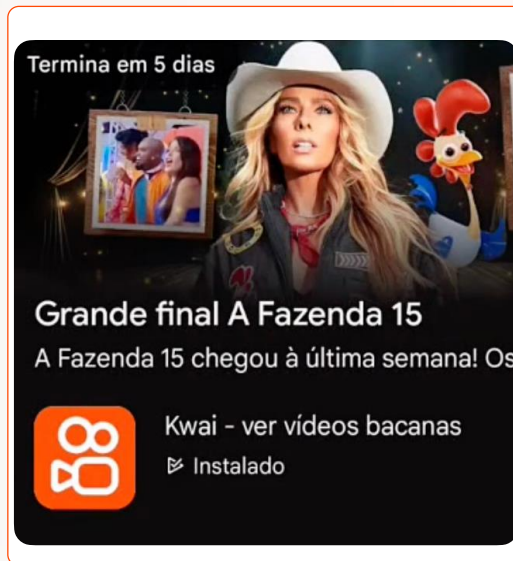 Termina em 5 dias
Grande final A Fazenda 15
A Fazenda 15 chegou à última semana! Os
Kwai - ver vídeos bacanas
Instalado